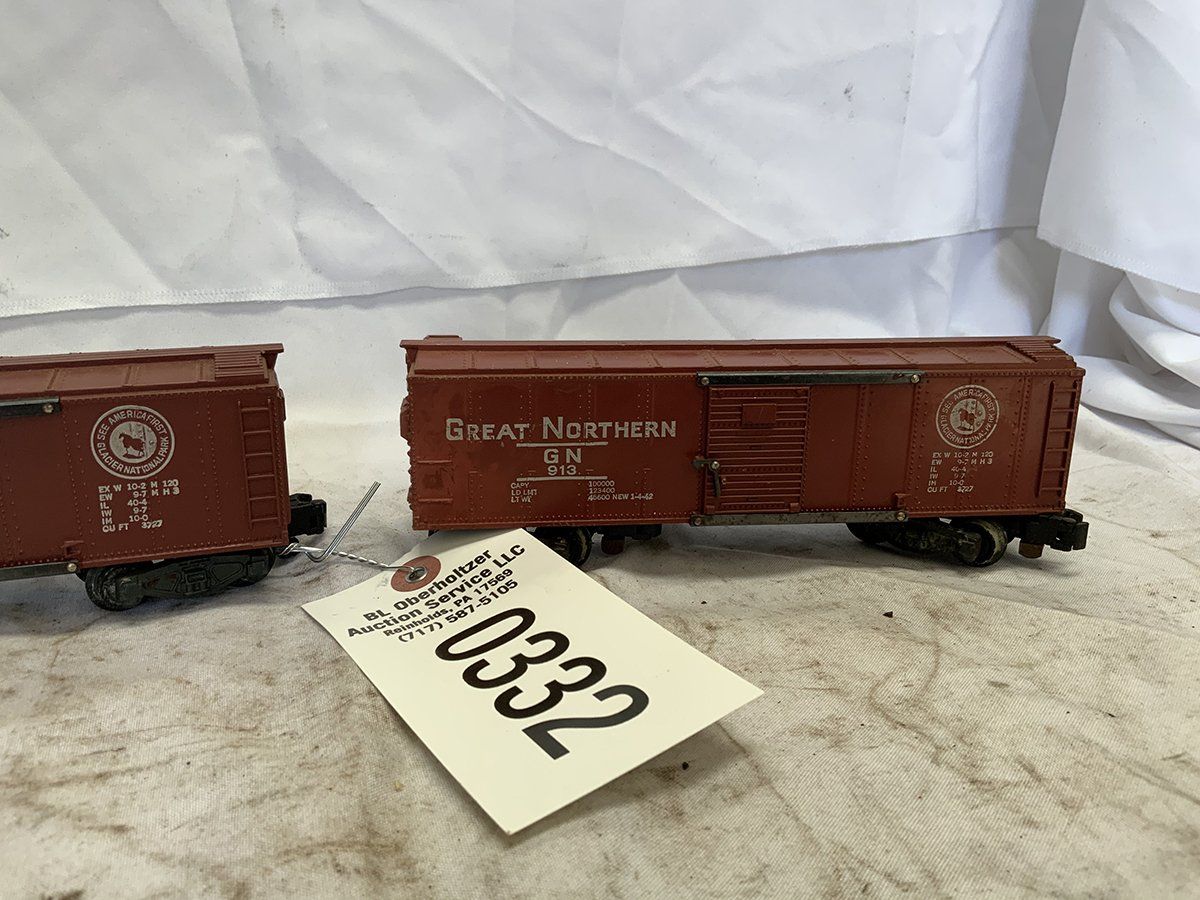 SEE AMERICA FIRST
GLACIER NATIONAL PARK
EX W 10-2 M 120
EW 9-7 M H 3
IL 40-4
IW 9-7
IM 10-0
CU FT 3727
GREAT NORTHERN
GN
913
CAPY 100000
LD LMT 123400
LT WT 46600 NEW 1-4-42
SEE AMERICA FIRST
GLACIER NATIONAL PARK
EX W 10-2 M 120
EW 9-7 M H 3
IL 40-4
IW 9-7
IM 10-0
CU FT 3727
BL Oberholtzer
Auction Service LLC
Reinholds, PA 17569
(717) 587-5105
0332